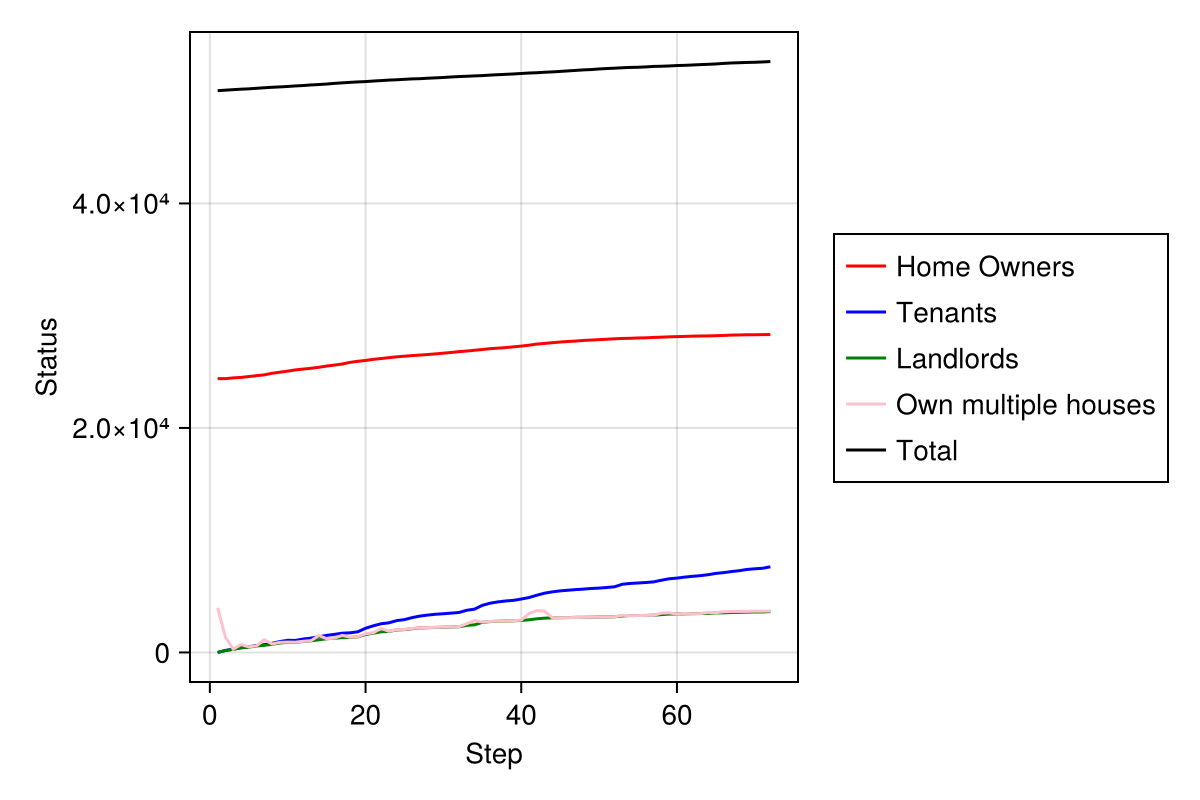 4.0×10⁴
2.0×10⁴
0
Status
0 20 40 60
Step
Home Owners
Tenants
Landlords
Own multiple houses
Total